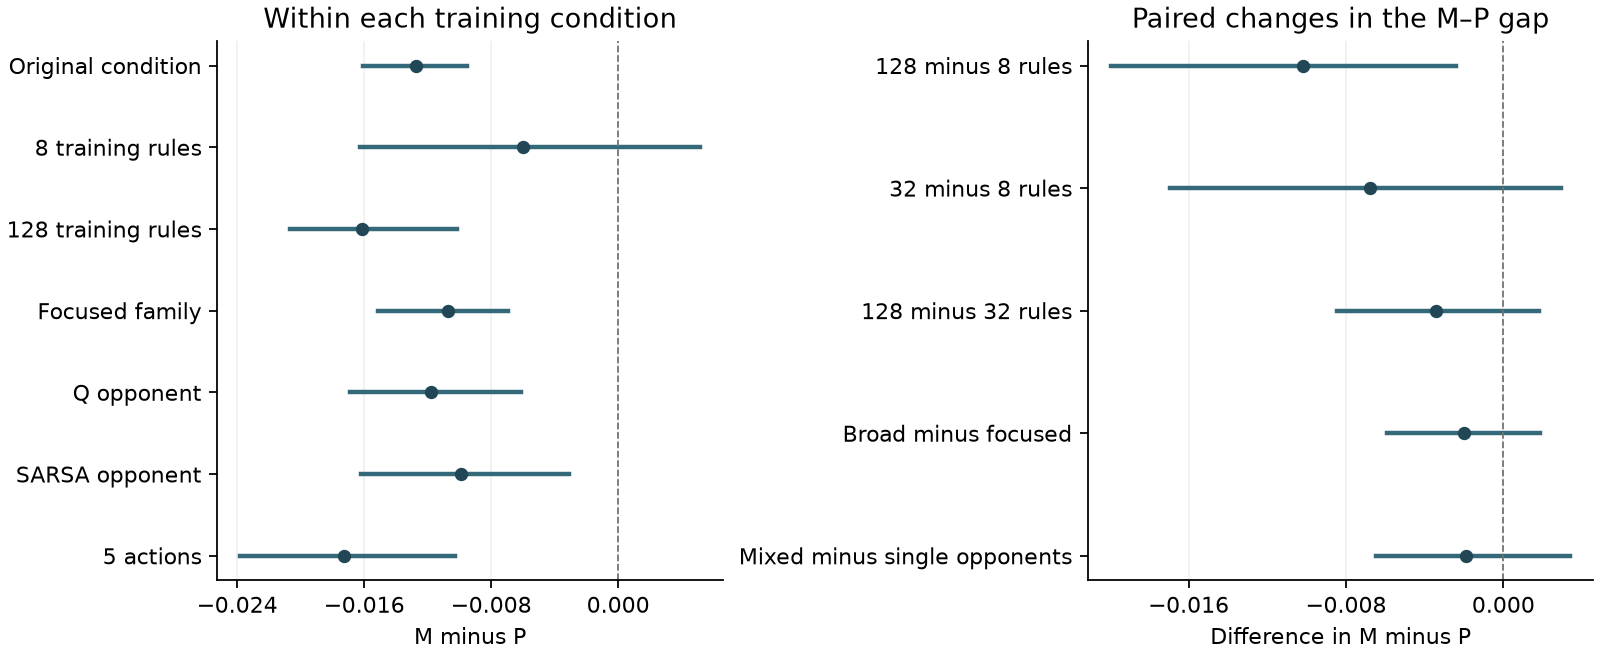 Within each training condition
Original condition
8 training rules
128 training rules
Focused family
Q opponent
SARSA opponent
5 actions
−0.024 −0.016 −0.008 0.000
M minus P
Paired changes in the M–P gap
128 minus 8 rules
32 minus 8 rules
128 minus 32 rules
Broad minus focused
Mixed minus single opponents
−0.016 −0.008 0.000
Difference in M minus P